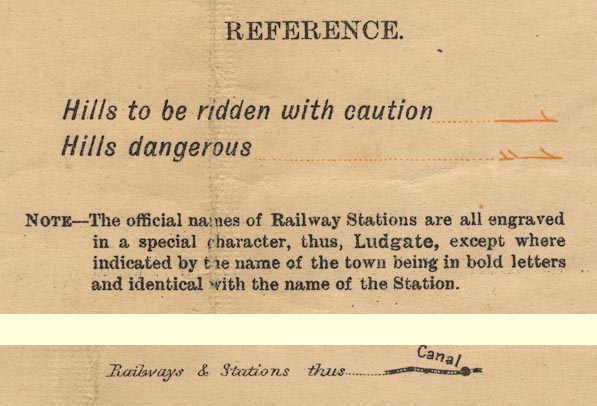 REFERENCE.
Hills to be ridden with caution
Hills dangerous
NOTE—The official names of Railway Stations are all engraved
in a special character, thus, Ludgate, except where
indicated by the name of the town being in bold letters
and identical with the name of the Station.
Canal
Railways & Stations thus